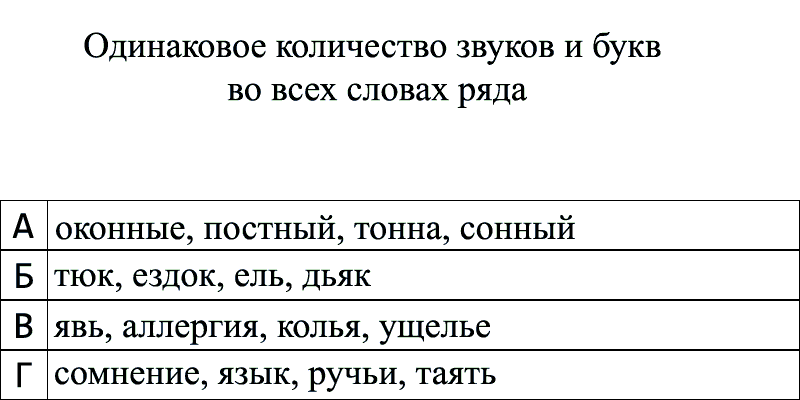 Одинаковое количество звуков и букв
во всех словах ряда
А оконные, постный, тонна, сонный
Б тюк, ездок, ель, дьяк
В явь, аллергия, колья, ущелье
Г сомнение, язык, ручьи, таять